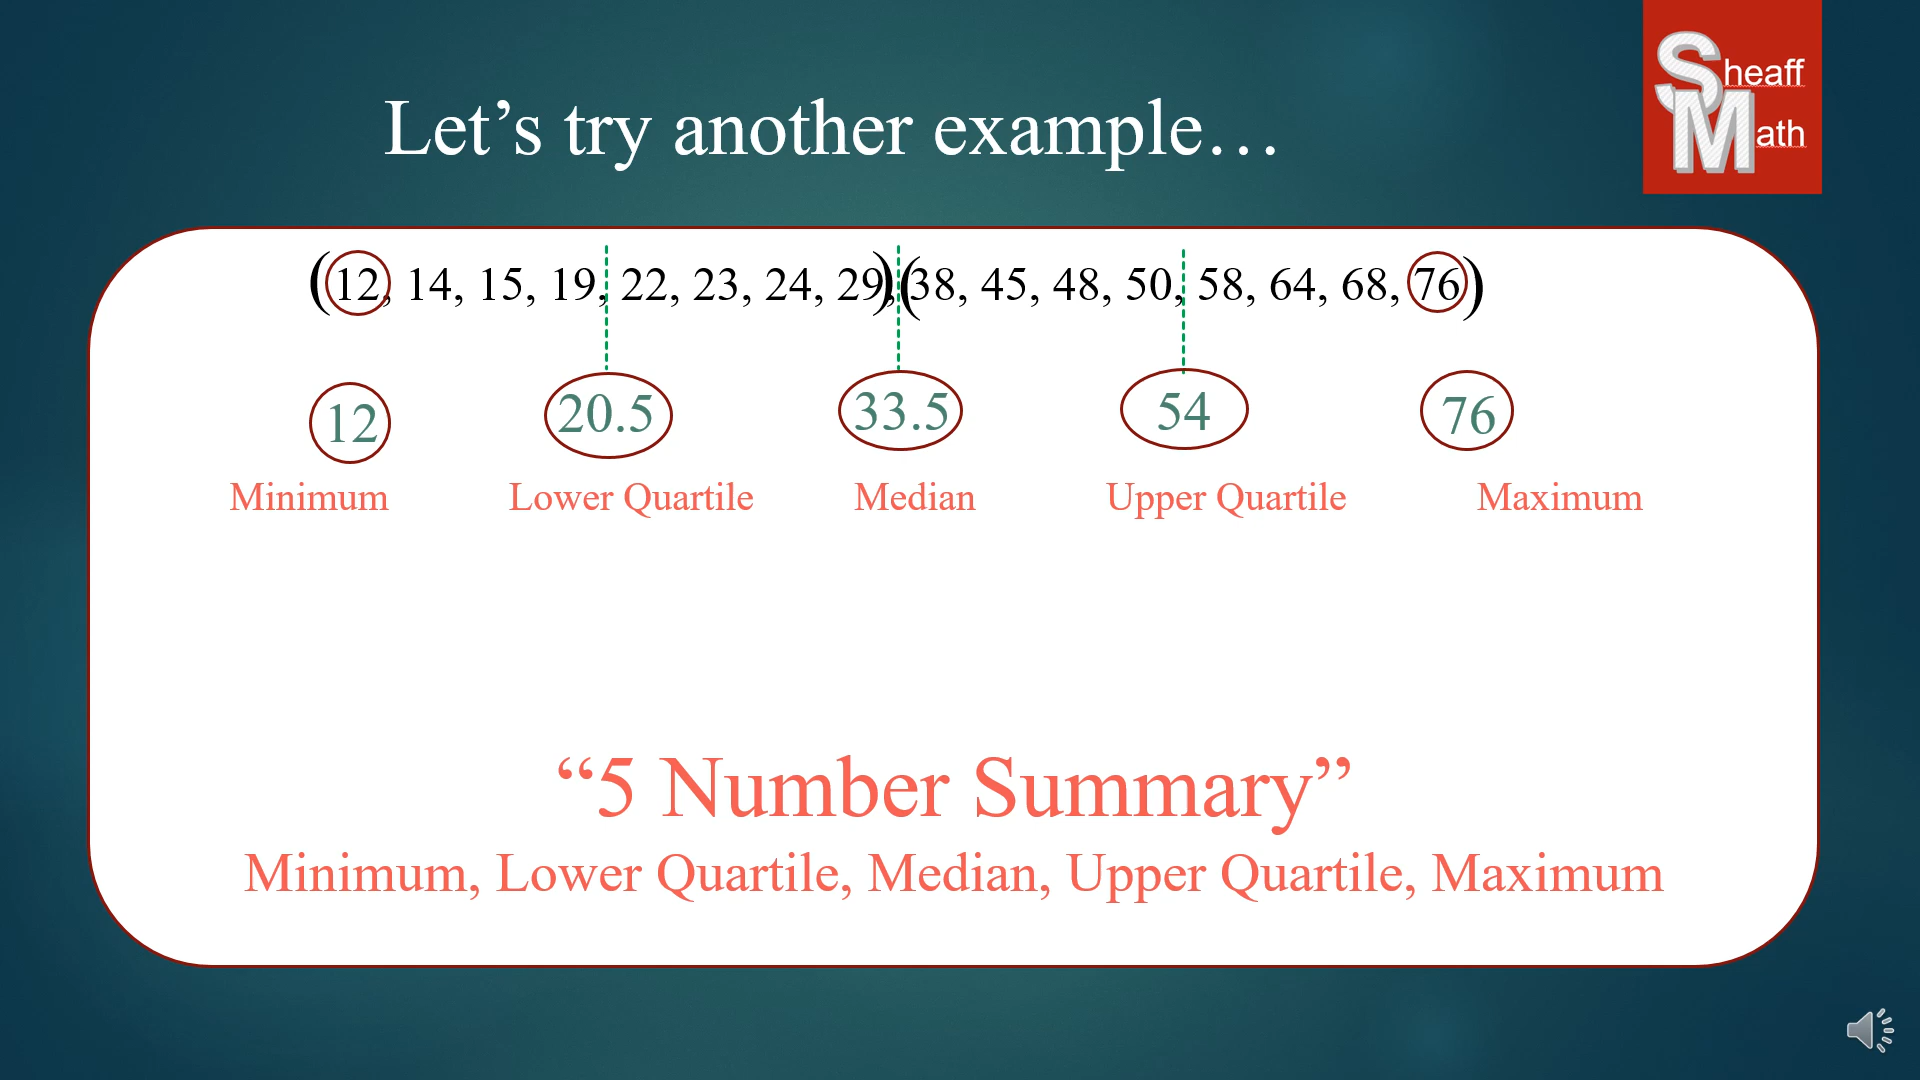 Sheaff
Math
Let’s try another example…
(12, 14, 15, 19, 22, 23, 24, 29,)(38, 45, 48, 50, 58, 64, 68, 76)
12 20.5 33.5 54 76
Minimum Lower Quartile Median Upper Quartile Maximum
“5 Number Summary”
Minimum, Lower Quartile, Median, Upper Quartile, Maximum